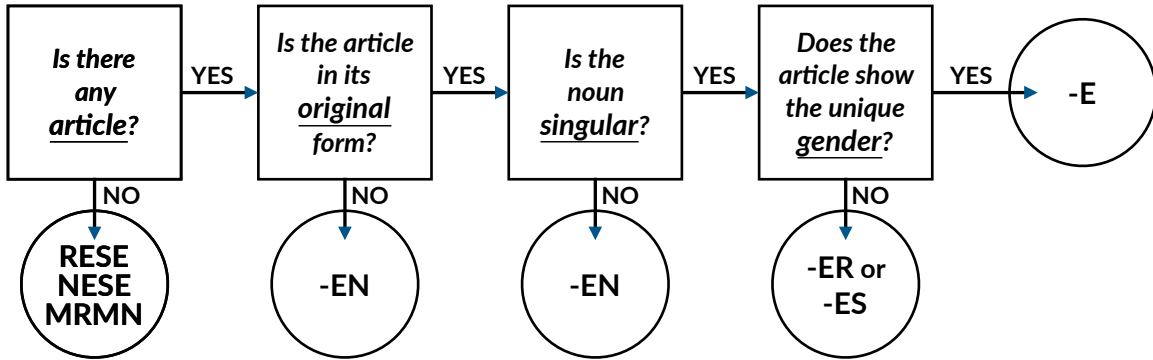 Is there
any
article?
YES
NO
RESE
NESE
MRMN
Is the article
in its
original
form?
YES
NO
-EN
Is the
noun
singular?
YES
NO
-EN
Does the
article show
the unique
gender?
YES
NO
-ER or
-ES
-E